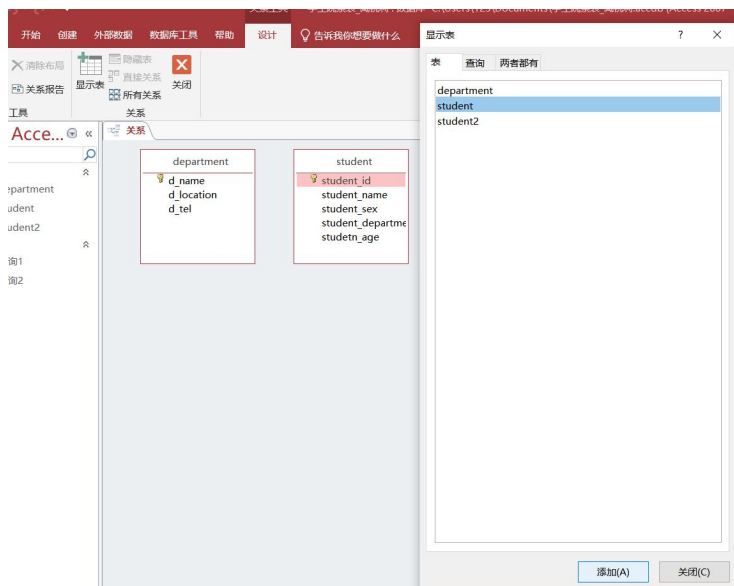 开始 创建 外部数据 数据库工具 帮助 设计 告诉我你想要做什么
清除布局
关系报告
工具
显示表
隐藏表
直接关系
所有关系
关系
关闭
Acce...
epartment
udent
udent2
询1
询2
关系
department
d_name
d_location
d_tel
student
student_id
student_name
student_sex
student_departme
studetn_age
显示表
?
表 查询 两者都有
department
student
student2
添加(A) 关闭(C)